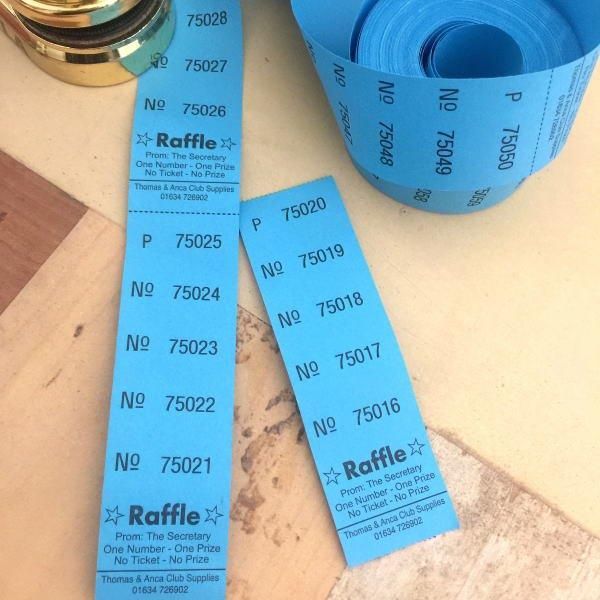 75028
No 75027
No 75026
☆ Raffle ☆
Prom: The Secretary
One Number - One Prize
No Ticket - No Prize
Thomas & Anca Club Supplies
01634 726902
P 75025
No 75024
No 75023
No 75022
No 75021
☆ Raffle ☆
Prom: The Secretary
One Number - One Prize
No Ticket - No Prize
Thomas & Anca Club Supplies
01634 726902
P 75020
No 75019
No 75018
No 75017
No 75016
☆ Raffle ☆
Prom: The Secretary
One Number - One Prize
No Ticket - No Prize
Thomas & Anca Club Supplies
01634 726902
No 75047
No 75048
No 75049
P 75050